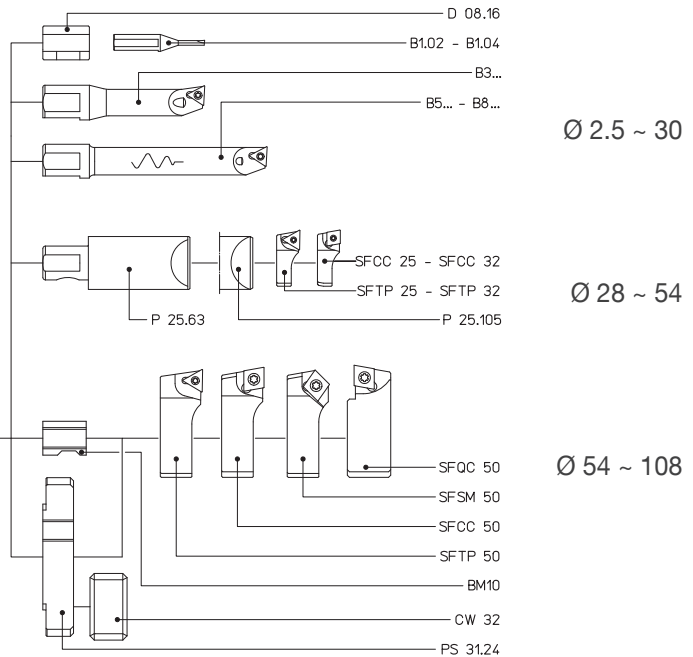 D 08.16
B1.02 - B1.04
B3...
B5... - B8...
Ø 2.5 ~ 30
SFCC 25 - SFCC 32
SFTP 25 - SFTP 32
Ø 28 ~ 54
P 25.63
P 25.105
SFQC 50
Ø 54 ~ 108
SFSM 50
SFCC 50
SFTP 50
BM10
CW 32
PS 31.24